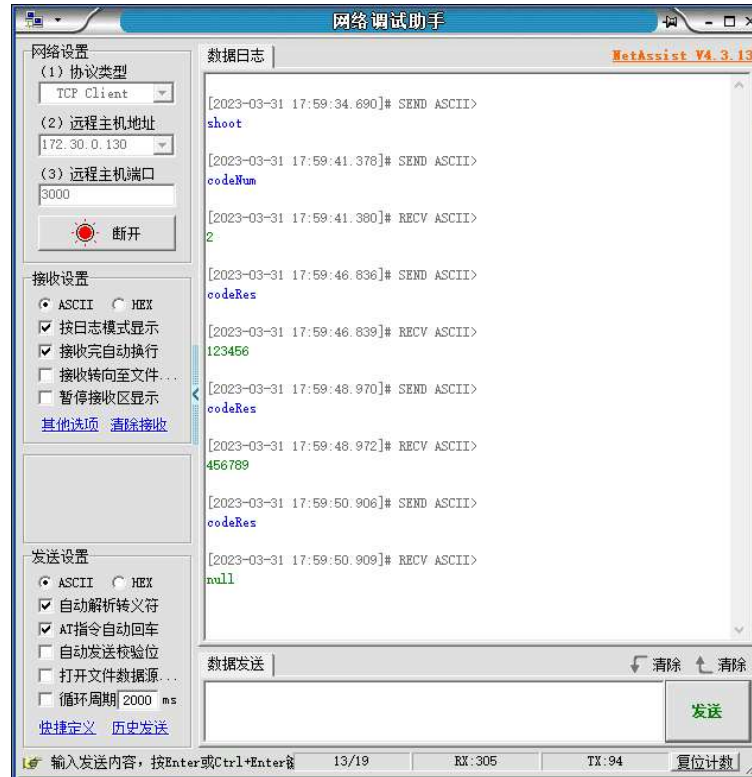 网络调试助手
网络设置
(1) 协议类型
TCP Client
(2) 远程主机地址
172.30.0.130
(3) 远程主机端口
3000
断开
接收设置
ASCII HEX
按日志模式显示
接收完自动换行
接收转向至文件...
暂停接收区显示
其他选项 清除接收
发送设置
ASCII HEX
自动解析转义符
AT指令自动回车
自动发送校验位
打开文件数据源...
循环周期 2000 ms
快捷定义 历史发送
数据日志 NetAssist V4.3.13
[2023-03-31 17:59:34.690]# SEND ASCII>
shoot
[2023-03-31 17:59:41.378]# SEND ASCII>
codeNum
[2023-03-31 17:59:41.380]# RECV ASCII>
2
[2023-03-31 17:59:46.836]# SEND ASCII>
codeRes
[2023-03-31 17:59:46.839]# RECV ASCII>
123456
[2023-03-31 17:59:48.970]# SEND ASCII>
codeRes
[2023-03-31 17:59:48.972]# RECV ASCII>
456789
[2023-03-31 17:59:50.906]# SEND ASCII>
codeRes
[2023-03-31 17:59:50.909]# RECV ASCII>
null
数据发送 清除 清除
发送
输入发送内容，按Enter或Ctrl+Enter 13/19 RX:305 TX:94 复位计数